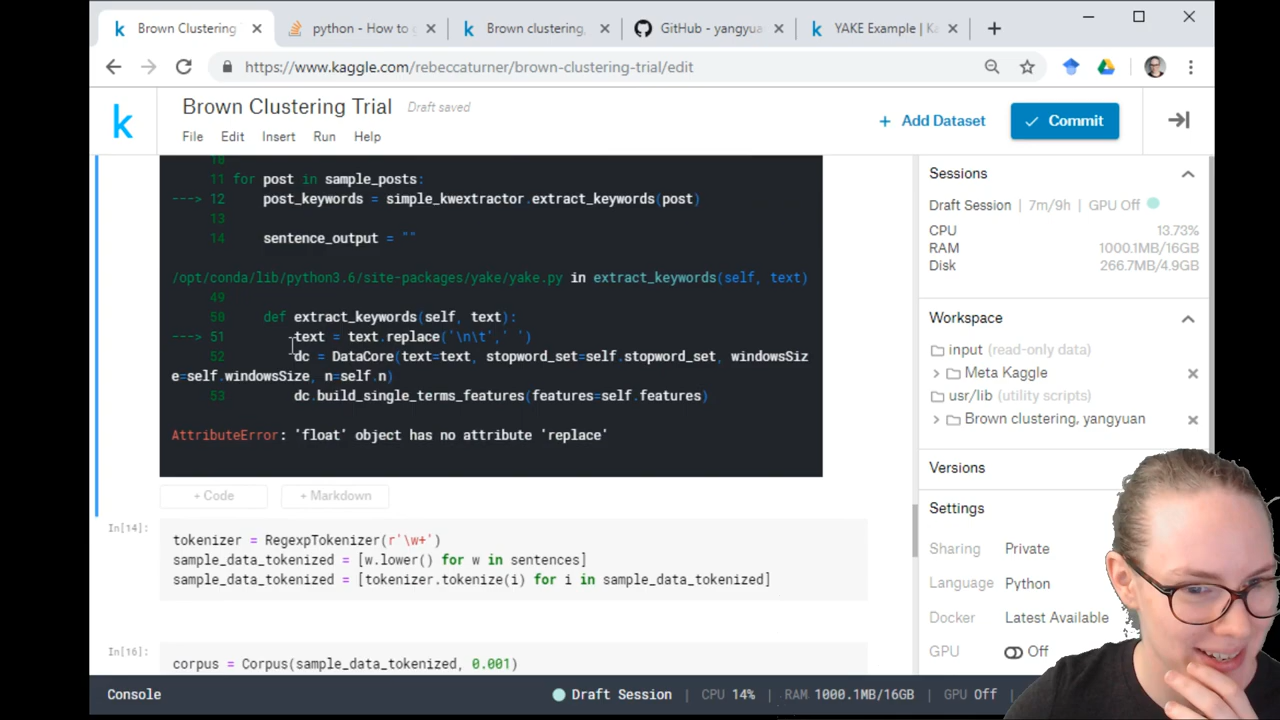 Brown Clustering
python - How to g
Brown clustering,
GitHub - yangyua
YAKE Example | Ka
https://www.kaggle.com/rebeccaturner/brown-clustering-trial/edit
k
Brown Clustering Trial
Draft saved
File Edit Insert Run Help
+ Add Dataset
Commit
10
11 for post in sample_posts:
---> 12 post_keywords = simple_kwextractor.extract_keywords(post)
13
14 sentence_output = ""
/opt/conda/lib/python3.6/site-packages/yake/yake.py in extract_keywords(self, text)
49
50 def extract_keywords(self, text):
---> 51 text = text.replace('\n\t',' ')
52 dc = DataCore(text=text, stopword_set=self.stopword_set, windowsSiz
e=self.windowsSize, n=self.n)
53 dc.build_single_terms_features(features=self.features)
AttributeError: 'float' object has no attribute 'replace'
+ Code
+ Markdown
In[14]:
tokenizer = RegexpTokenizer(r'\w+')
sample_data_tokenized = [w.lower() for w in sentences]
sample_data_tokenized = [tokenizer.tokenize(i) for i in sample_data_tokenized]
In[16]:
corpus = Corpus(sample_data_tokenized, 0.001)
Sessions
Draft Session | 7m/9h | GPU Off
CPU 13.73%
RAM 1000.1MB/16GB
Disk 266.7MB/4.9GB
Workspace
input (read-only data)
Meta Kaggle
usr/lib (utility scripts)
Brown clustering, yangyuan
Versions
Settings
Sharing Private
Language Python
Docker Latest Available
GPU Off
Console
Draft Session | CPU 14% | RAM 1000.1MB/16GB | GPU Off |